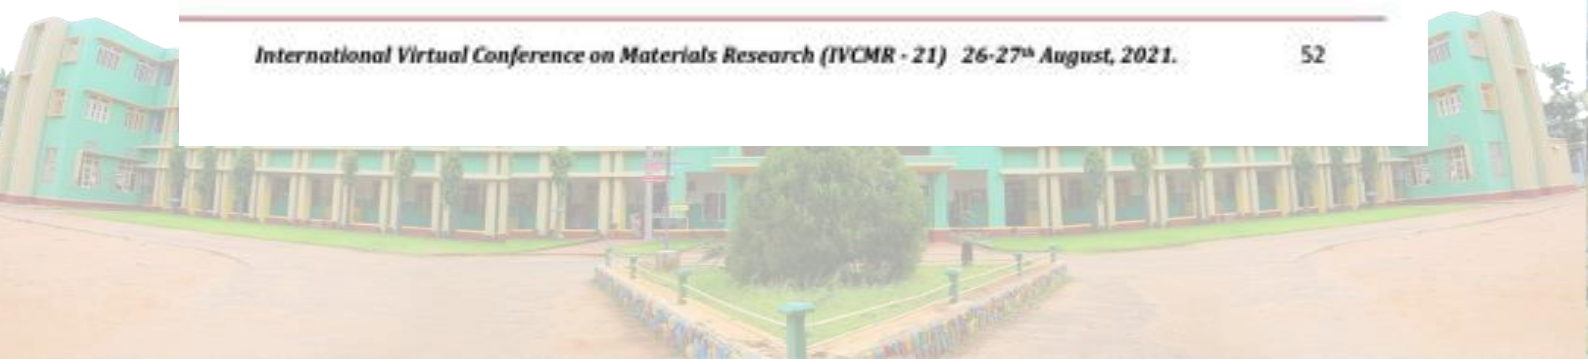 International Virtual Conference on Materials Research (IVCMR - 21) 26-27th August, 2021. 52